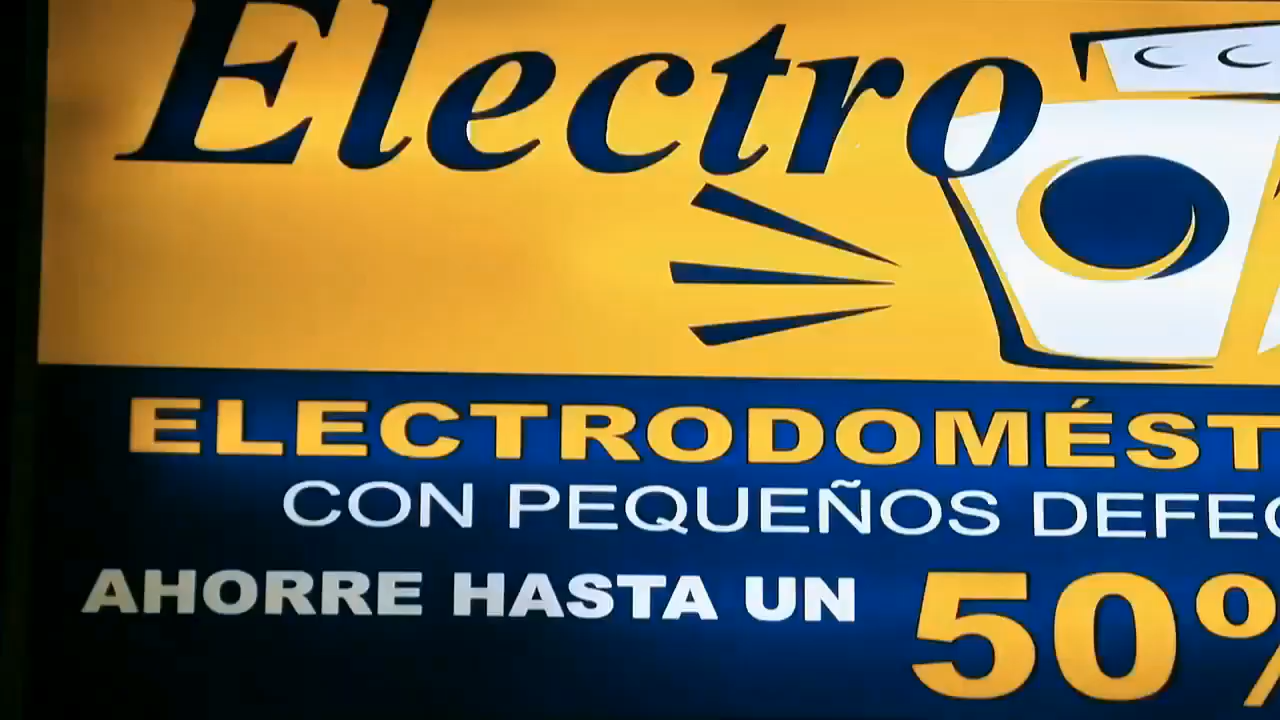 Electro
ELECTRODOMÉST
CON PEQUEÑOS DEFEC
AHORRE HASTA UN 50%